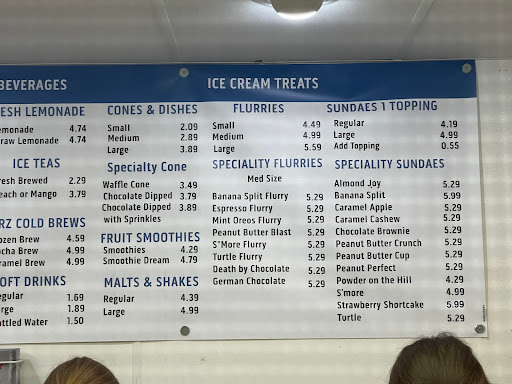 BEVERAGES
ESH LEMONADE
emonade 4.74
raw Lemonade 4.74
ICE TEAS
resh Brewed 2.29
each or Mango 3.79
RZ COLD BREWS
ozen Brew 4.59
ocha Brew 4.99
aramel Brew 4.99
OFT DRINKS
egular 1.69
arge 1.89
ottled Water 1.50
ICE CREAM TREATS
CONES & DISHES
Small 2.09
Medium 2.89
Large 3.89
Specialty Cone
Waffle Cone 3.49
Chocolate Dipped 3.79
Chocolate Dipped 3.89
with Sprinkles
FRUIT SMOOTHIES
Smoothies 4.29
Smoothie Dream 4.79
MALTS & SHAKES
Regular 4.39
Large 4.99
FLURRIES
Small 4.49
Medium 4.99
Large 5.59
SPECIALITY FLURRIES
Med Size
Banana Split Flurry 5.29
Espresso Flurry 5.29
Mint Oreos Flurry 5.29
Peanut Butter Blast 5.29
S'More Flurry 5.29
Turtle Flurry 5.29
Death by Chocolate 5.29
German Chocolate 5.29
SUNDAES 1 TOPPING
Regular 4.19
Large 4.99
Add Topping 0.55
SPECIALITY SUNDAES
Almond Joy 5.29
Banana Split 5.99
Caramel Apple 5.29
Caramel Cashew 5.29
Chocolate Brownie 5.29
Peanut Butter Crunch 5.29
Peanut Butter Cup 5.29
Peanut Perfect 5.29
Powder on the Hill 4.29
S'more 4.99
Strawberry Shortcake 5.99
Turtle 5.29